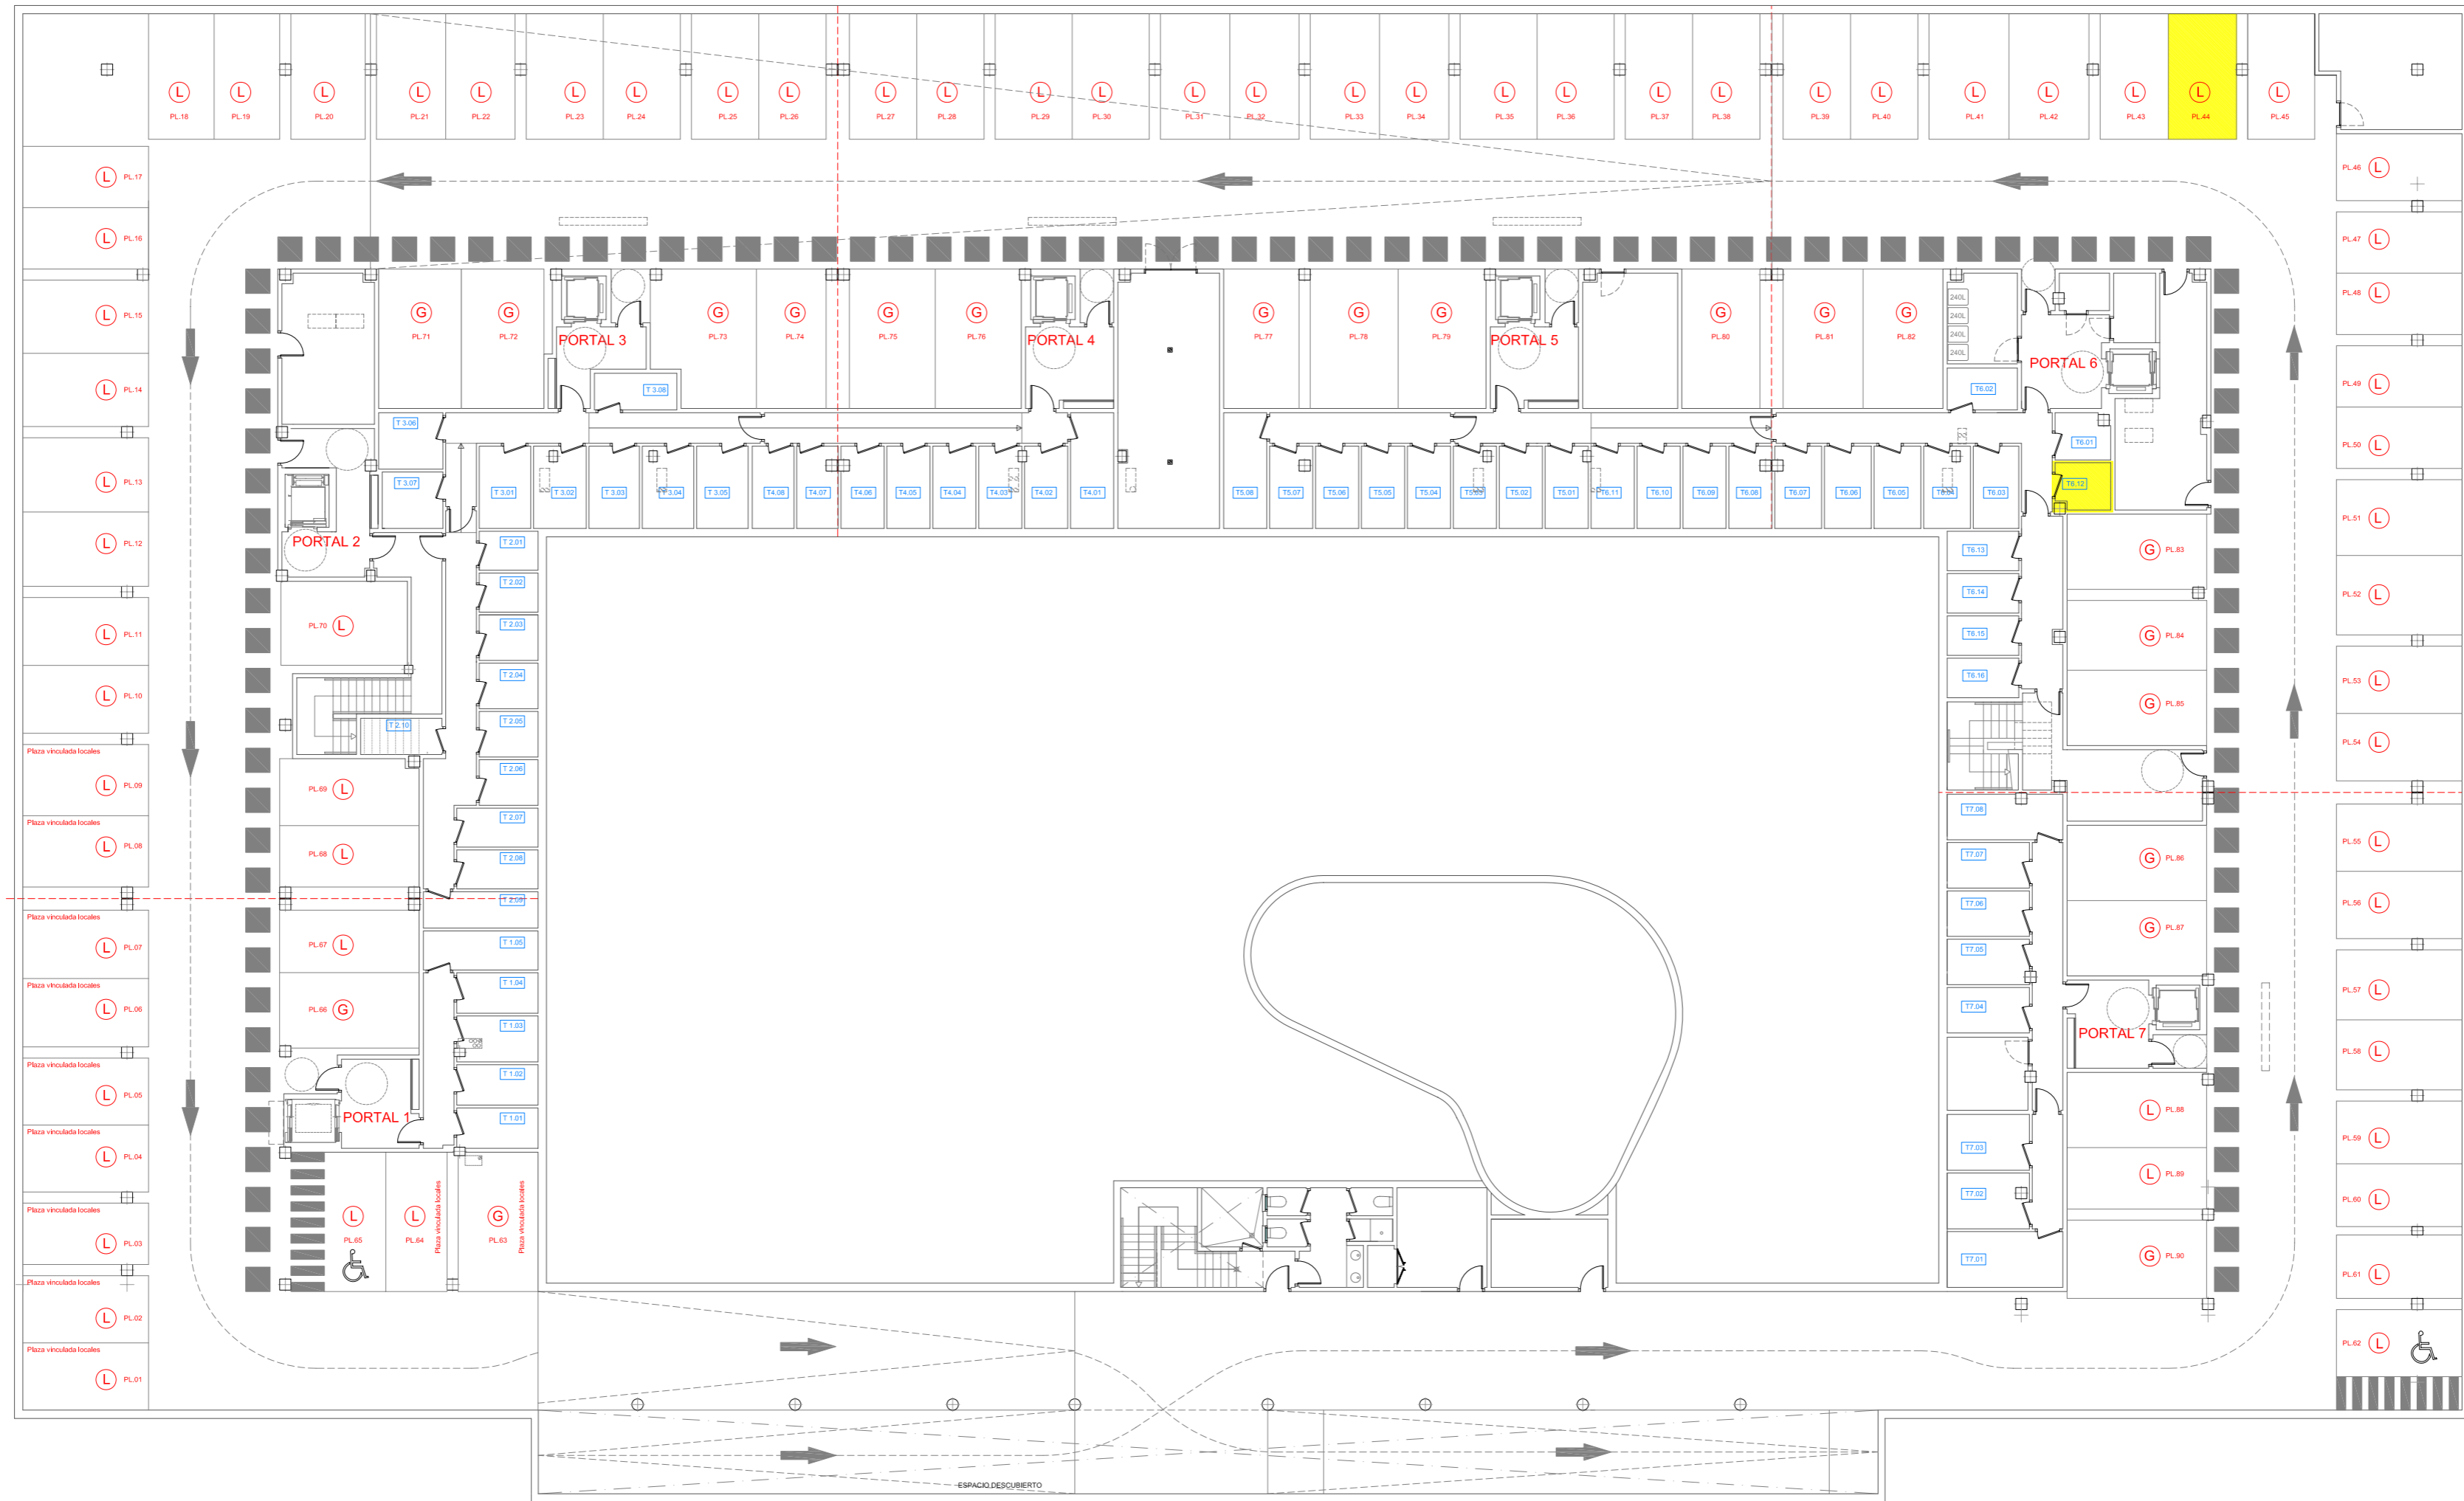 L L L L L L L L L L L L L L L L L L L L L L L L L L L L
PL.18 PL.19 PL.20 PL.21 PL.22 PL.23 PL.24 PL.25 PL.26 PL.27 PL.28 PL.29 PL.30 PL.31 PL.32 PL.33 PL.34 PL.35 PL.36 PL.37 PL.38 PL.39 PL.40 PL.41 PL.42 PL.43 PL.44 PL.45
L PL.17
PL.46 L
L PL.16
PL.47 L
L PL.15
PL.48 L
G G G G G G G G G G G G
PL.71 PL.72 PL.73 PL.74 PL.75 PL.76 PL.77 PL.78 PL.79 PL.80 PL.81 PL.82
240L
240L
240L
240L
PORTAL 3
PORTAL 4
PORTAL 5
PORTAL 6
L PL.14
PL.49 L
T 3.08
T6.02
T 3.06
T6.01
PL.50 L
L PL.13
T 3.07
T6.12
T 3.01 T 3.02 T 3.03 T 3.04 T 3.05 T4.08 T4.07 T4.06 T4.05 T4.04 T4.03 T4.02 T4.01 T5.08 T5.07 T5.06 T5.05 T5.04 T5.03 T5.02 T5.01 T6.11 T6.10 T6.09 T6.08 T6.07 T6.06 T6.05 T6.04 T6.03
PL.51 L
PORTAL 2
L PL.12
T 2.01
T6.13
G PL.83
T 2.02
T6.14
PL.52 L
PL.70 L
T 2.03
L PL.11
T6.15
G PL.84
T 2.04
T6.16
PL.53 L
L PL.10
G PL.85
T 2.10
T 2.05
PL.54 L
Plaza vinculada locales
L PL.09
PL.69 L
T 2.06
T7.08
Plaza vinculada locales
L PL.08
PL.68 L
T 2.07
T 2.08
T7.07
G PL.86
PL.55 L
T 2.09
T7.06
PL.56 L
Plaza vinculada locales
L PL.07
PL.67 L
T 1.05
T7.05
G PL.87
Plaza vinculada locales
L PL.06
PL.66 G
T 1.04
T 1.03
T7.04
PL.57 L
PORTAL 7
PL.58 L
Plaza vinculada locales
L PL.05
T 1.02
PORTAL 1
T 1.01
L PL.88
Plaza vinculada locales
L PL.04
T7.03
PL.59 L
L PL.89
T7.02
PL.60 L
Plaza vinculada locales
L PL.03
L L G
PL.65 PL.64 PL.63
Plaza vinculada locales
Plaza vinculada locales
T7.01
G PL.90
PL.61 L
Plaza vinculada locales
L PL.02
PL.62 L
Plaza vinculada locales
L PL.01
ESPACIO DESCUBIERTO